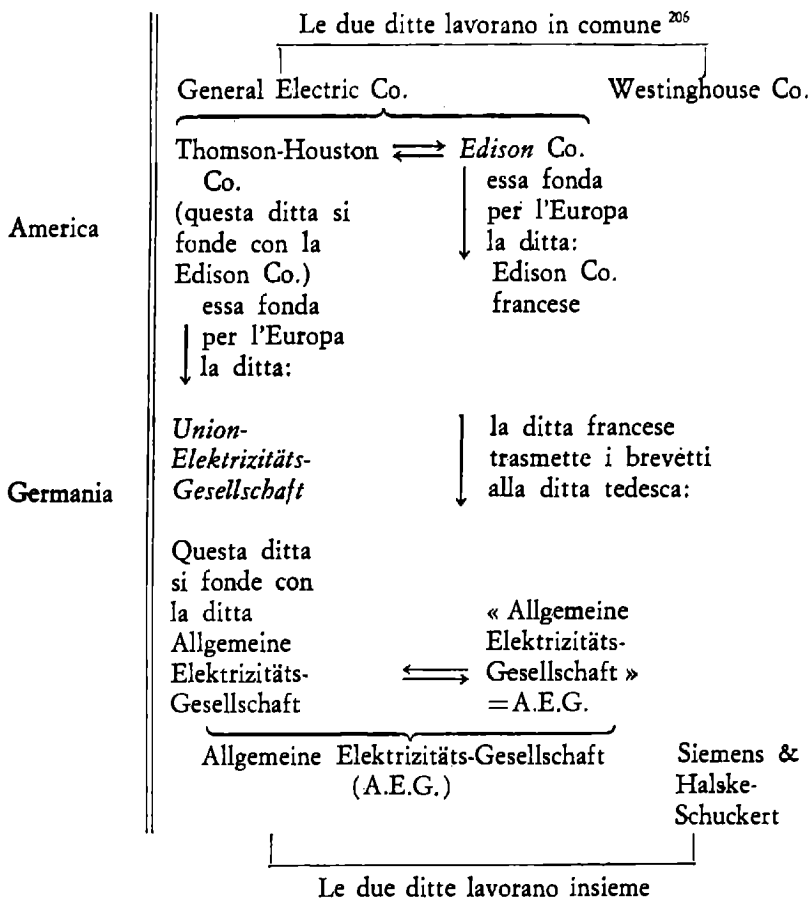 Le due ditte lavorano in comune 206
General Electric Co.
Westinghouse Co.
America
Thomson-Houston
Co.
(questa ditta si
fonde con la
Edison Co.)
essa fonda
per l'Europa
la ditta:
Edison Co.
essa fonda
per l'Europa
la ditta:
Edison Co.
francese
Germania
Union-
Elektrizitäts-
Gesellschaft
la ditta francese
trasmette i brevetti
alla ditta tedesca:
Questa ditta
si fonde con
la ditta
Allgemeine
Elektrizitäts-
Gesellschaft
« Allgemeine
Elektrizitäts-
Gesellschaft »
=A.E.G.
Allgemeine Elektrizitäts-Gesellschaft
(A.E.G.)
Siemens &
Halske-
Schuckert
Le due ditte lavorano insieme